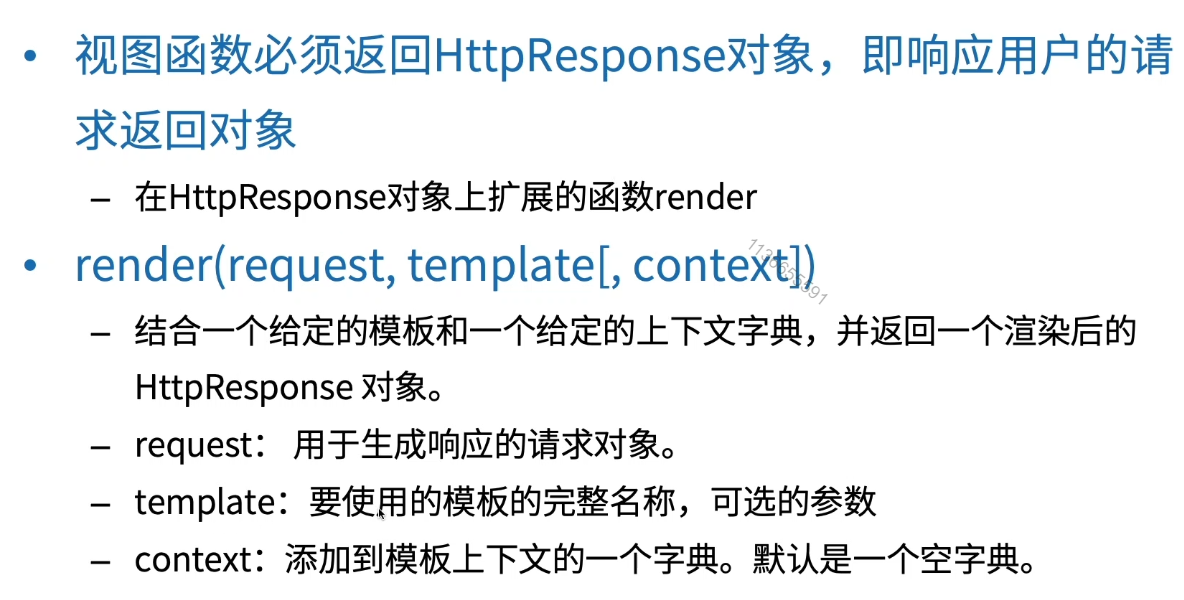 • 视图函数必须返回HttpResponse对象，即响应用户的请
求返回对象
– 在HttpResponse对象上扩展的函数render
• render(request, template[, context])
– 结合一个给定的模板和一个给定的上下文字典，并返回一个渲染后的
HttpResponse 对象。
– request： 用于生成响应的请求对象。
– template：要使用的模板的完整名称，可选的参数
– context：添加到模板上下文的一个字典。默认是一个空字典。